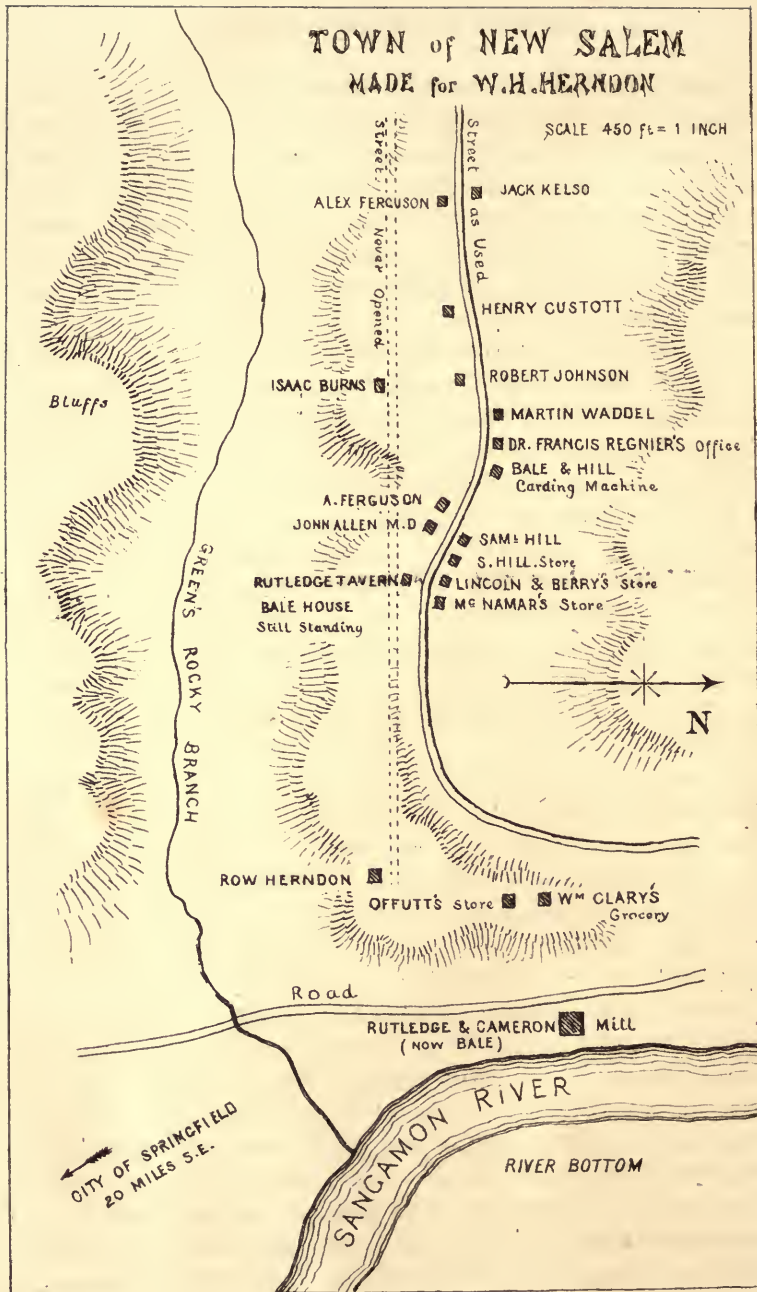 TOWN of NEW SALEM
MADE for W.H.HERNDON
SCALE 450 ft = 1 INCH
Street, Never Opened
Street as Used
ALEX FERGUSON
JACK KELSO
HENRY CUSTOTT
ISAAC BURNS
ROBERT JOHNSON
Bluffs
MARTIN WADDEL
DR. FRANCIS REGNIER'S Office
BALE & HILL
Carding Machine
A. FERGUSON
JOHN ALLEN M.D
SAML HILL
S. HILL. Store
RUTLEDGE TAVERN
LINCOLN & BERRY'S Store
BALE HOUSE
Still Standing
Mc NAMAR'S Store
GREEN'S ROCKY BRANCH
N
ROW HERNDON
OFFUTT'S Store
WM CLARY'S
Grocery
Road
RUTLEDGE & CAMERON Mill
(NOW BALE)
SANGAMON RIVER
CITY OF SPRINGFIELD
20 MILES S.E.
RIVER BOTTOM